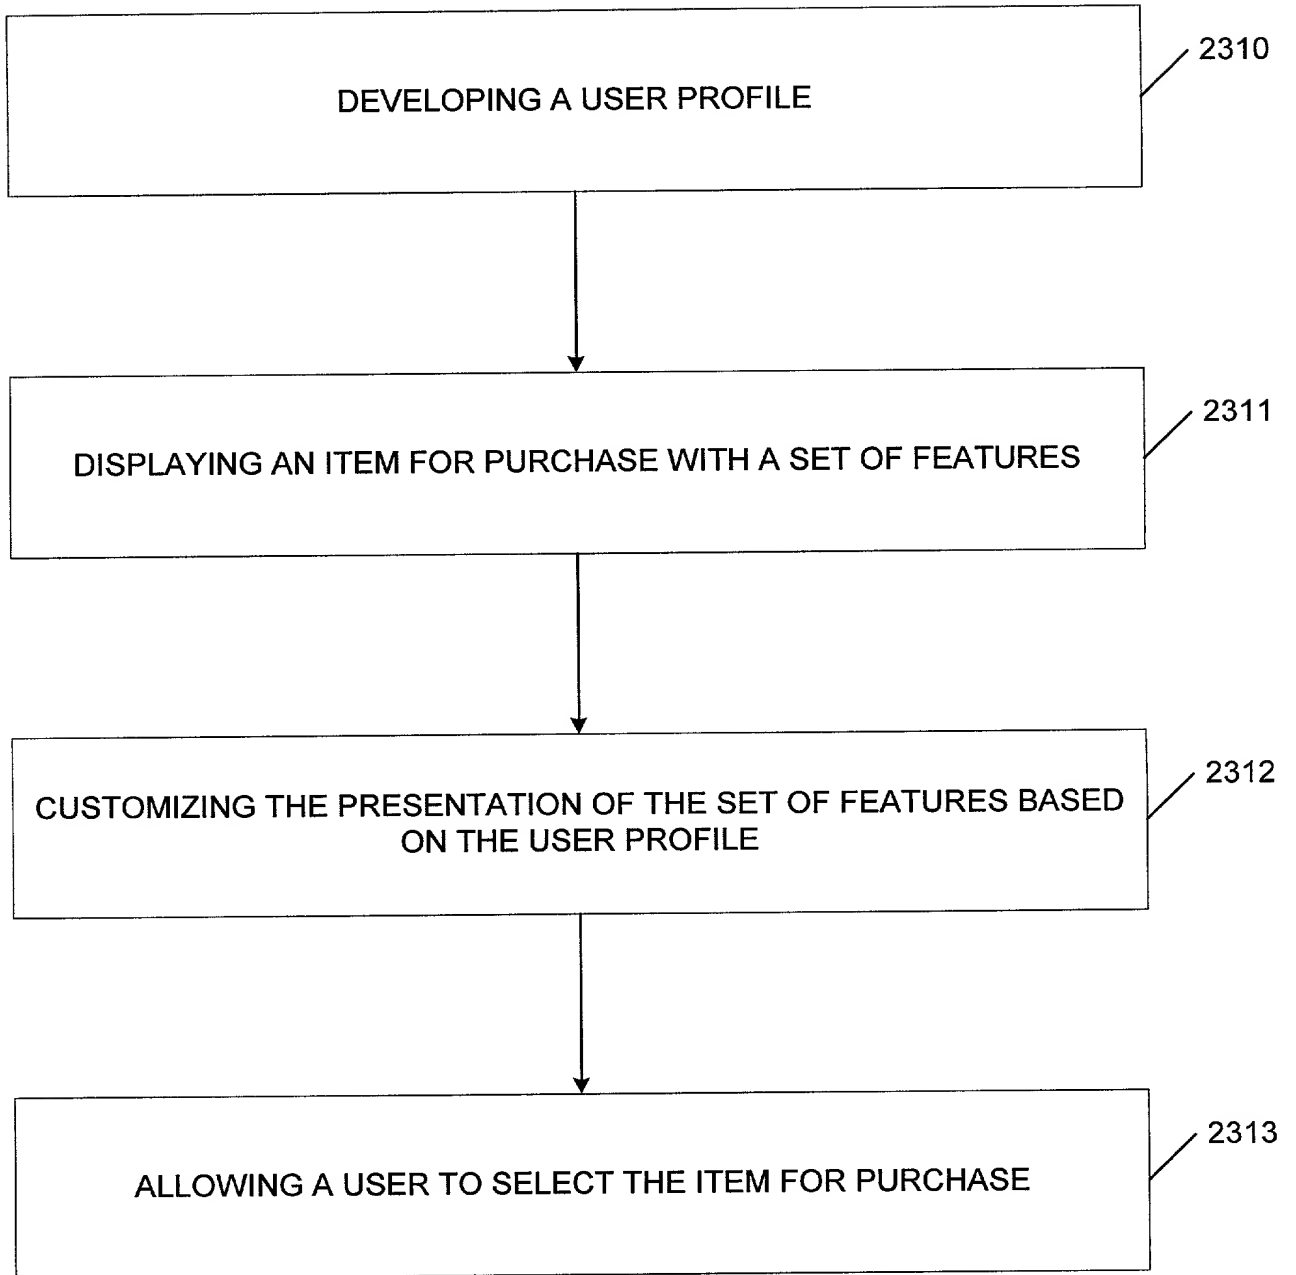 2310
DEVELOPING A USER PROFILE
2311
DISPLAYING AN ITEM FOR PURCHASE WITH A SET OF FEATURES
2312
CUSTOMIZING THE PRESENTATION OF THE SET OF FEATURES BASED
ON THE USER PROFILE
2313
ALLOWING A USER TO SELECT THE ITEM FOR PURCHASE